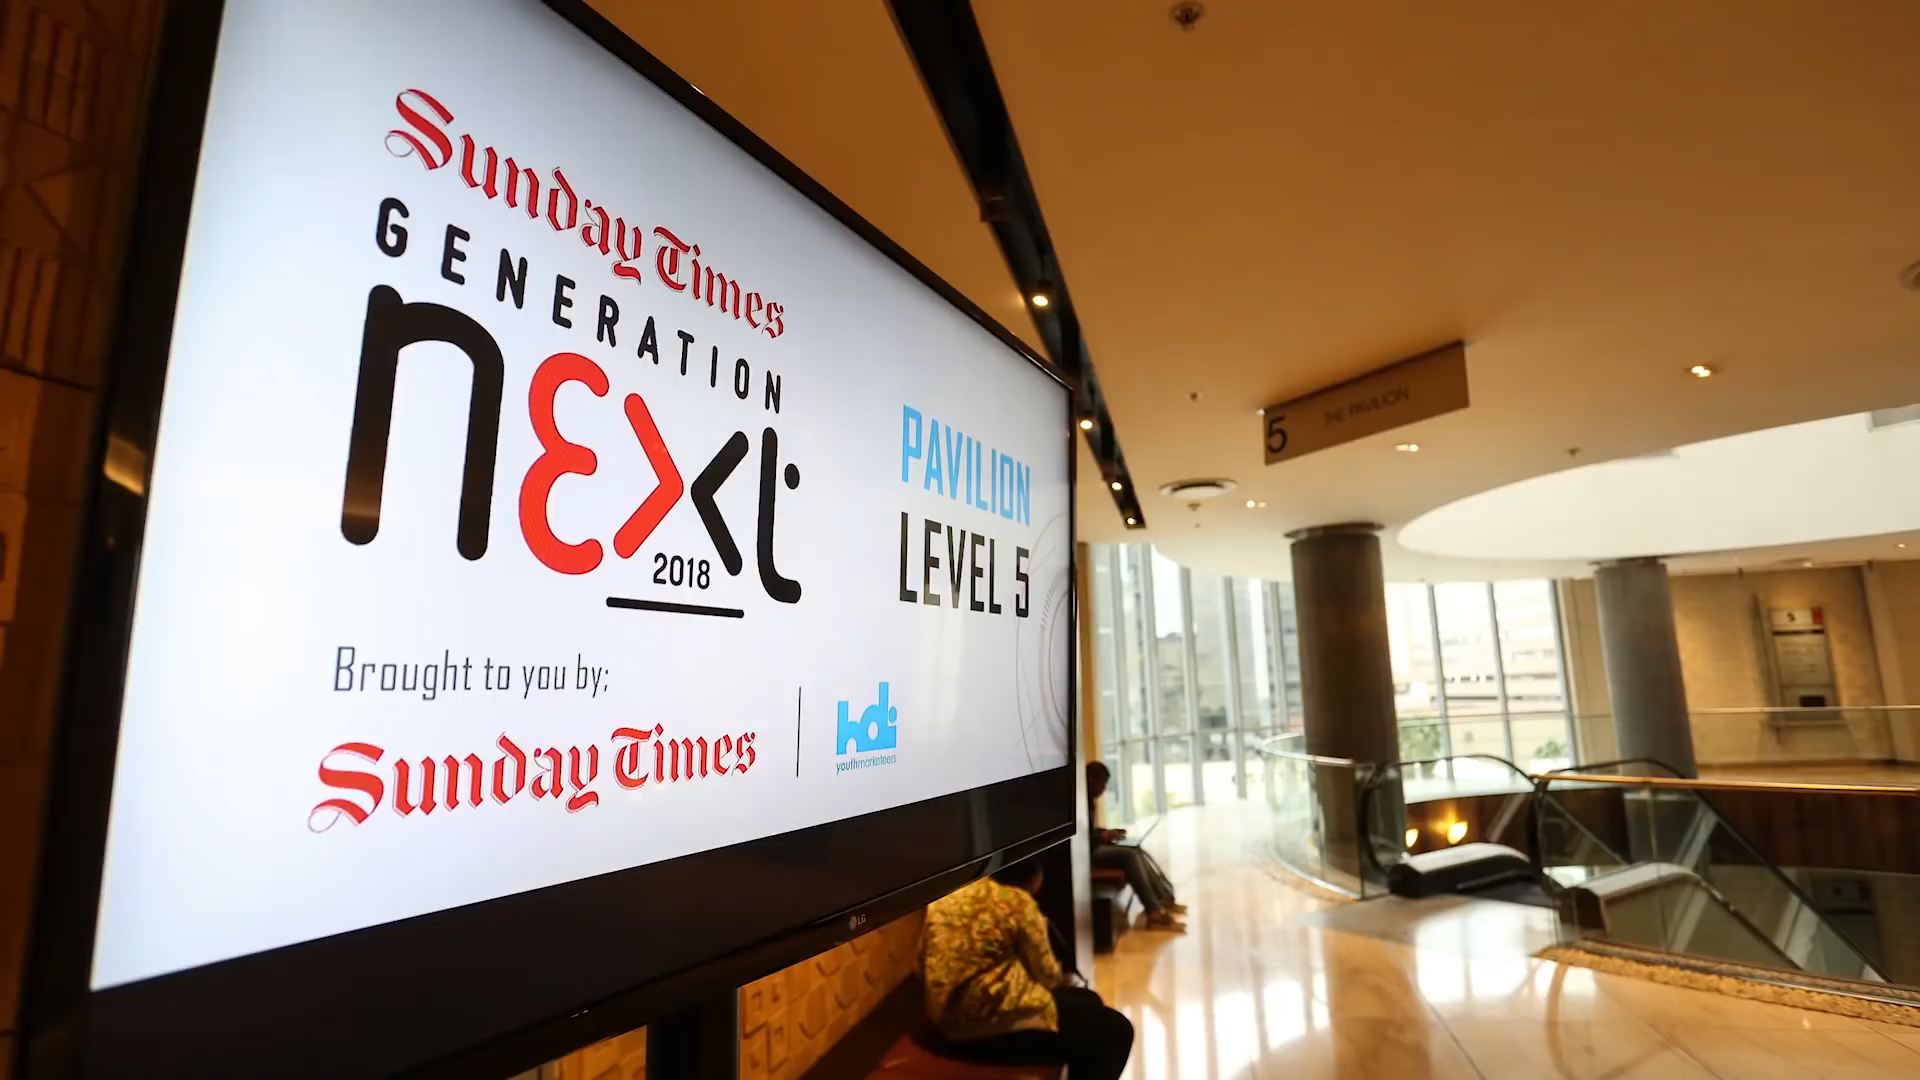 Sunday Times
GENERATION
next
2018
PAVILION
LEVEL 5
Brought to you by:
Sunday Times
hdi
youthmarketeers
LG
5 THE PAVILION